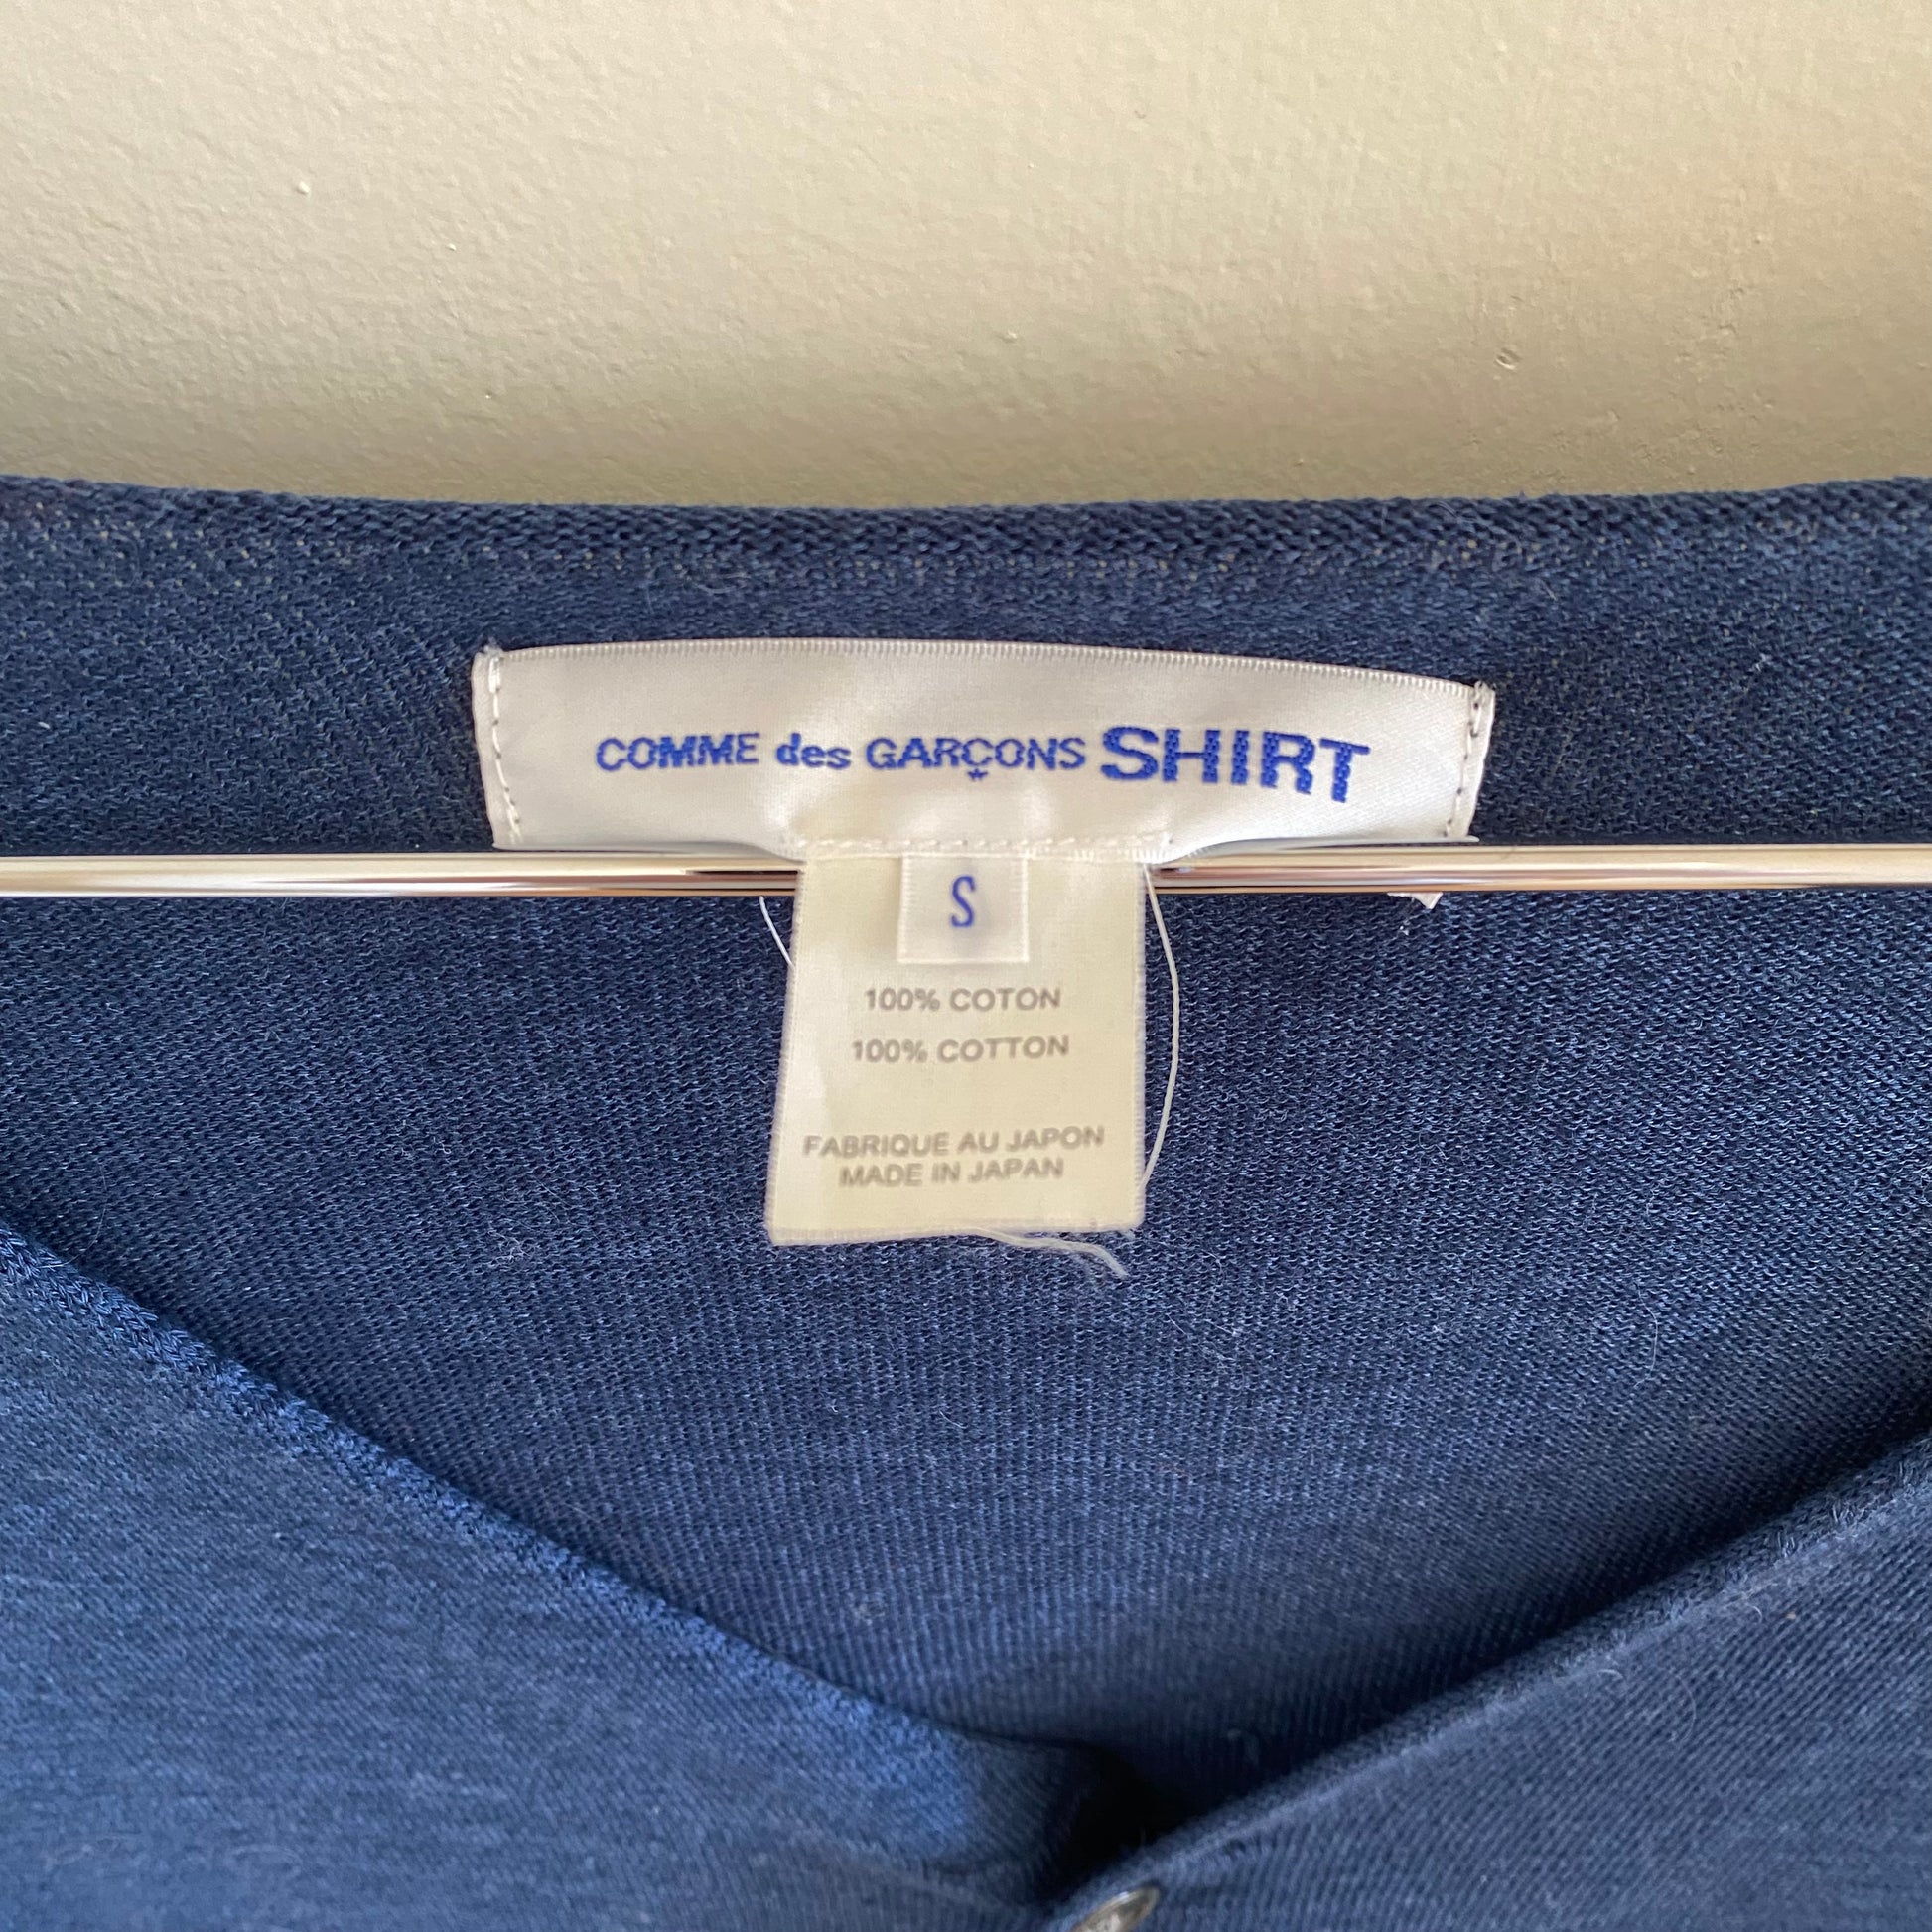 COMME des GARÇONS SHIRT
S
100% COTON
100% COTTON
FABRIQUE AU JAPON
MADE IN JAPAN